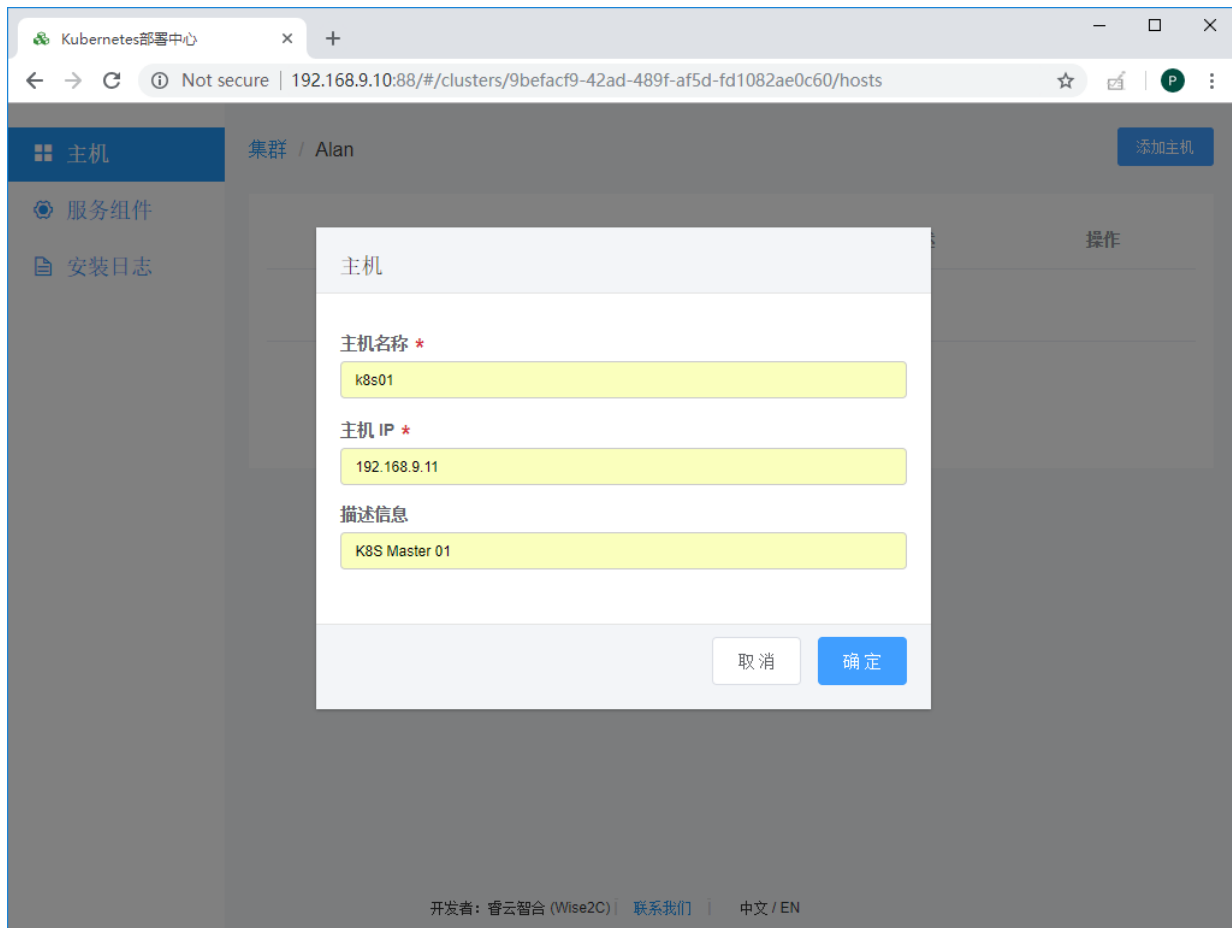 Kubernetes部署中心
Not secure | 192.168.9.10:88/#/clusters/9befacf9-42ad-489f-af5d-fd1082ae0c60/hosts
P
主机
集群 / Alan
添加主机
服务组件
安装日志
操作
主机
主机名称 *
k8s01
主机 IP *
192.168.9.11
描述信息
K8S Master 01
取消
确定
开发者：睿云智合 (Wise2C) | 联系我们 | 中文 / EN